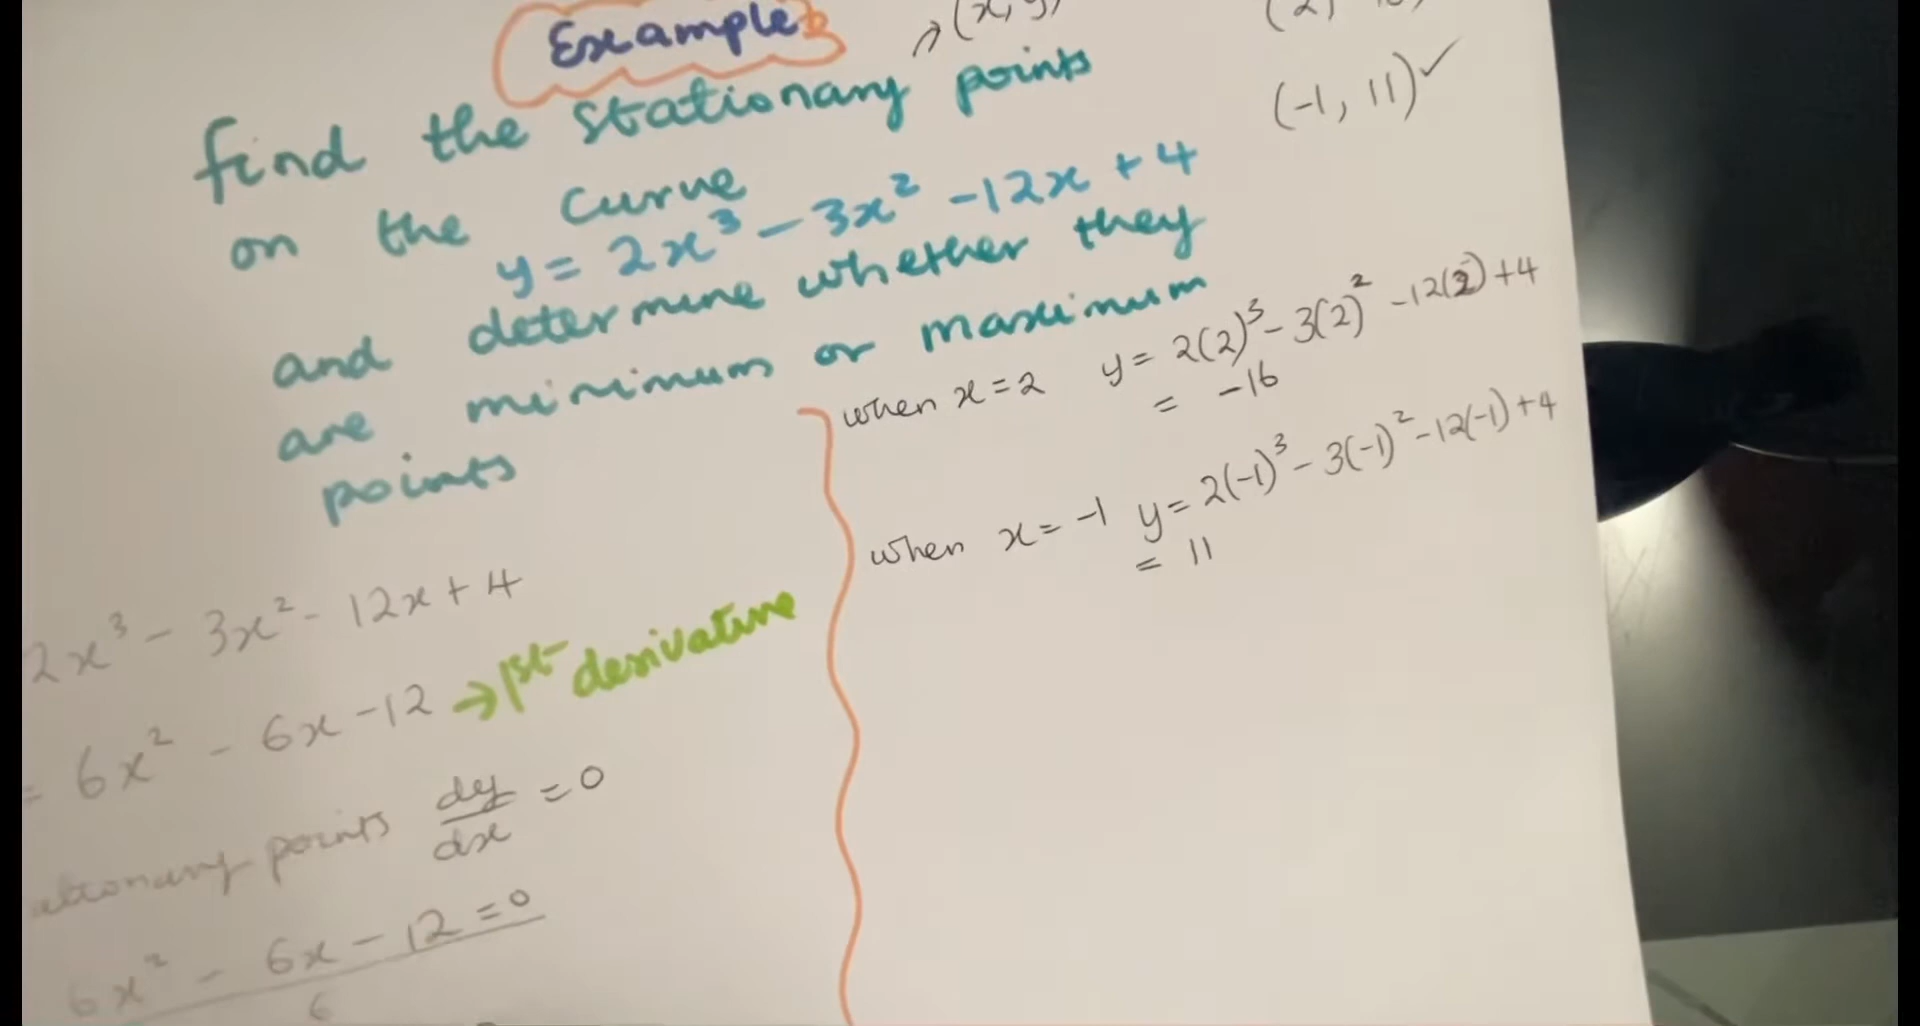 Example
→(x, y)
find the stationary points
on the curve
y = 2x³ - 3x² - 12x + 4
and determine whether they
are minimum or maximum
points
2x³ - 3x² - 12x + 4
= 6x² - 6x - 12 → 1st derivative
points dy/dx = 0
6x² - 6x - 12 = 0
6
(-1, 11) ✓
when x = 2 y = 2(2)³ - 3(2)² - 12(2) + 4
= -16
when x = -1 y = 2(-1)³ - 3(-1)² - 12(-1) + 4
= 11